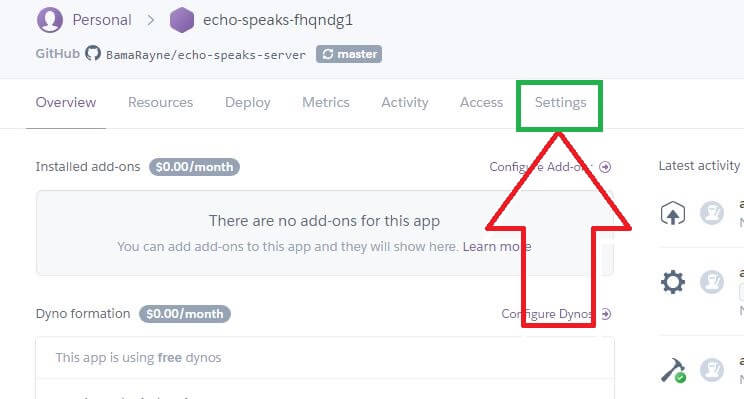 Personal > echo-speaks-fhqndg1
GitHub BamaRayne/echo-speaks-server master
Overview Resources Deploy Metrics Activity Access Settings
Installed add-ons $0.00/month Configure Add-ons Latest activity
There are no add-ons for this app
You can add add-ons to this app and they will show here. Learn more
Dyno formation $0.00/month Configure Dynos
This app is using free dynos